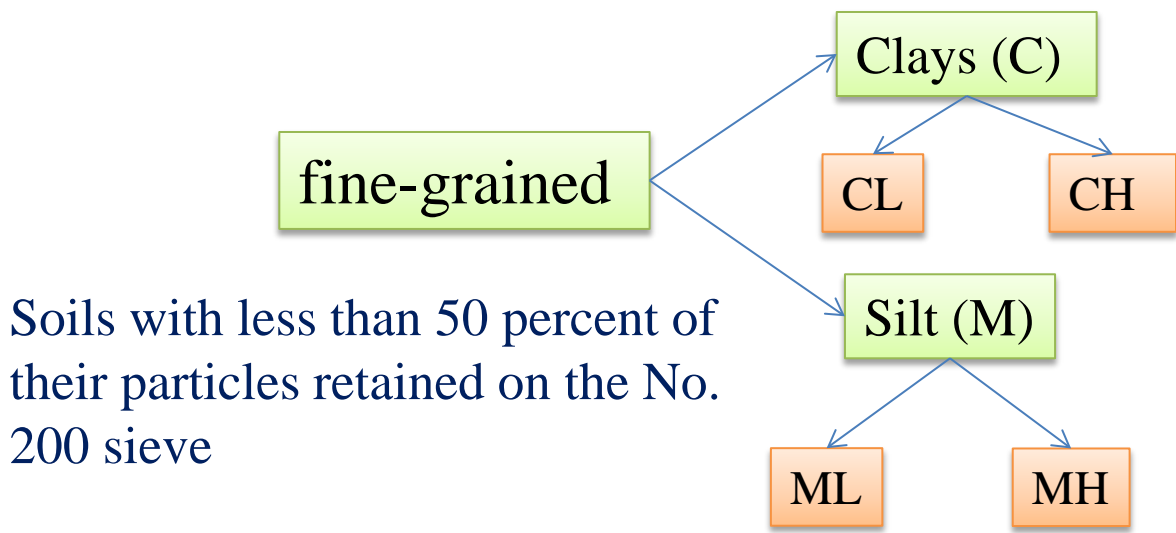 Clays (C)
CL
CH
fine-grained
Silt (M)
ML
MH
Soils with less than 50 percent of
their particles retained on the No.
200 sieve